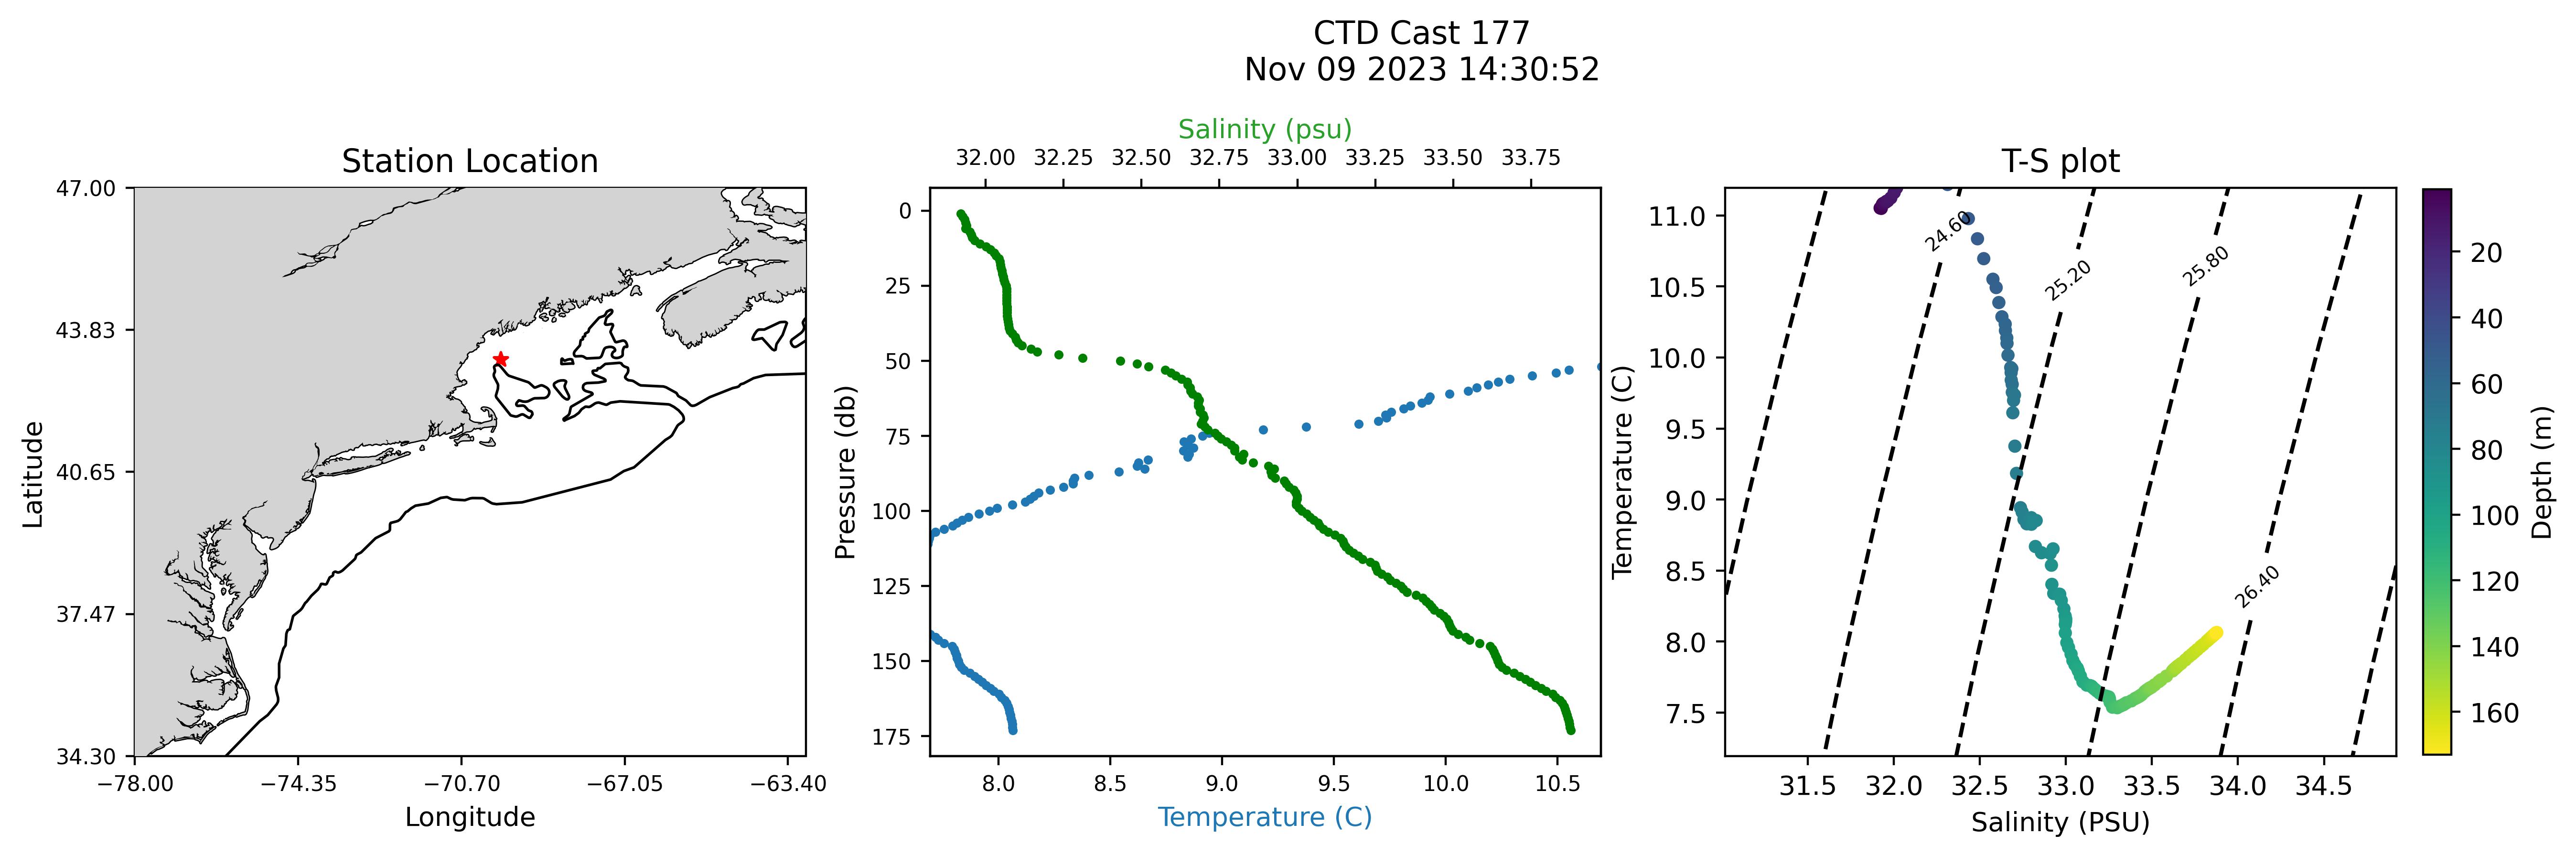 CTD Cast 177
Nov 09 2023 14:30:52
Station Location
47.00
43.83
40.65
37.47
34.30
Latitude
−78.00 −74.35 −70.70 −67.05 −63.40
Longitude
Salinity (psu)
32.00 32.25 32.50 32.75 33.00 33.25 33.50 33.75
0
25
50
75
100
125
150
175
Pressure (db)
8.0 8.5 9.0 9.5 10.0 10.5
Temperature (C)
T-S plot
11.0
10.5
10.0
9.5
9.0
8.5
8.0
7.5
Temperature (C)
24.60
25.20
25.80
26.40
31.5 32.0 32.5 33.0 33.5 34.0 34.5
Salinity (PSU)
20
40
60
80
100
120
140
160
Depth (m)